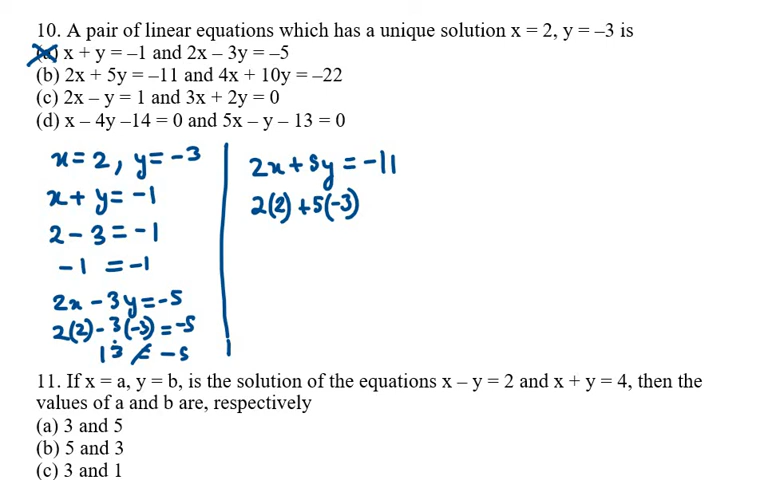 10. A pair of linear equations which has a unique solution x = 2, y = –3 is
(a) x + y = –1 and 2x – 3y = –5
(b) 2x + 5y = –11 and 4x + 10y = –22
(c) 2x – y = 1 and 3x + 2y = 0
(d) x – 4y –14 = 0 and 5x – y – 13 = 0
x = 2, y = -3
x + y = -1
2 - 3 = -1
-1 = -1
2x - 3y = -5
2(2) - 3(-3) = -5
13 ≠ -5
2x + 5y = -11
2(2) + 5(-3)
11. If x = a, y = b, is the solution of the equations x – y = 2 and x + y = 4, then the
values of a and b are, respectively
(a) 3 and 5
(b) 5 and 3
(c) 3 and 1